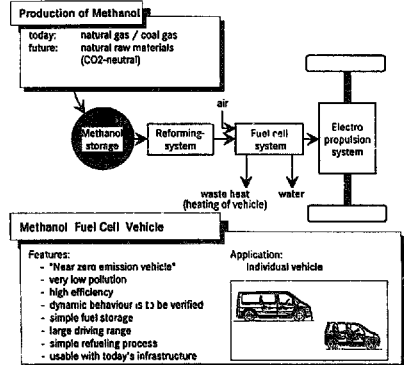 Production of Methanol
today: natural gas / coal gas
future: natural raw materials
(CO2-neutral)
air
Methanol
storage
Reforming-
system
Fuel cell
system
Electro
propulsion
system
waste heat
(heating of vehicle)
water
Methanol Fuel Cell Vehicle
Features:
- "Near zero emission vehicle"
- very low pollution
- high efficiency
- dynamic behaviour is to be verified
- simple fuel storage
- large driving range
- simple refueling process
- usable with today's infrastructure
Application:
Individual vehicle